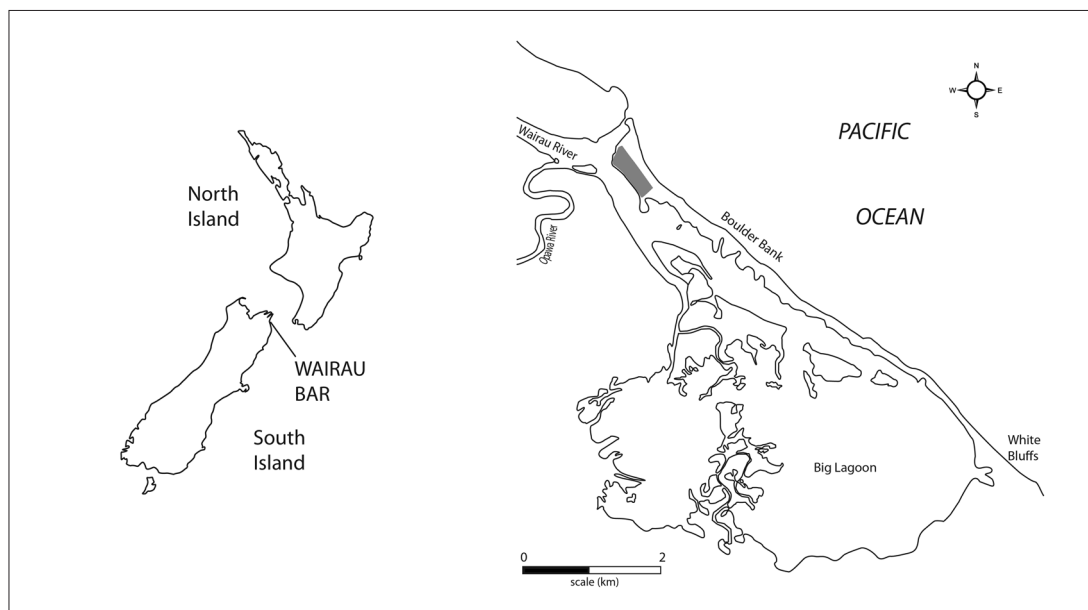 North
Island
WAIRAU
BAR
South
Island
N
W
E
S
PACIFIC
OCEAN
Wairau River
Opawa River
Boulder Bank
White
Bluffs
Big Lagoon
0
2
scale (km)